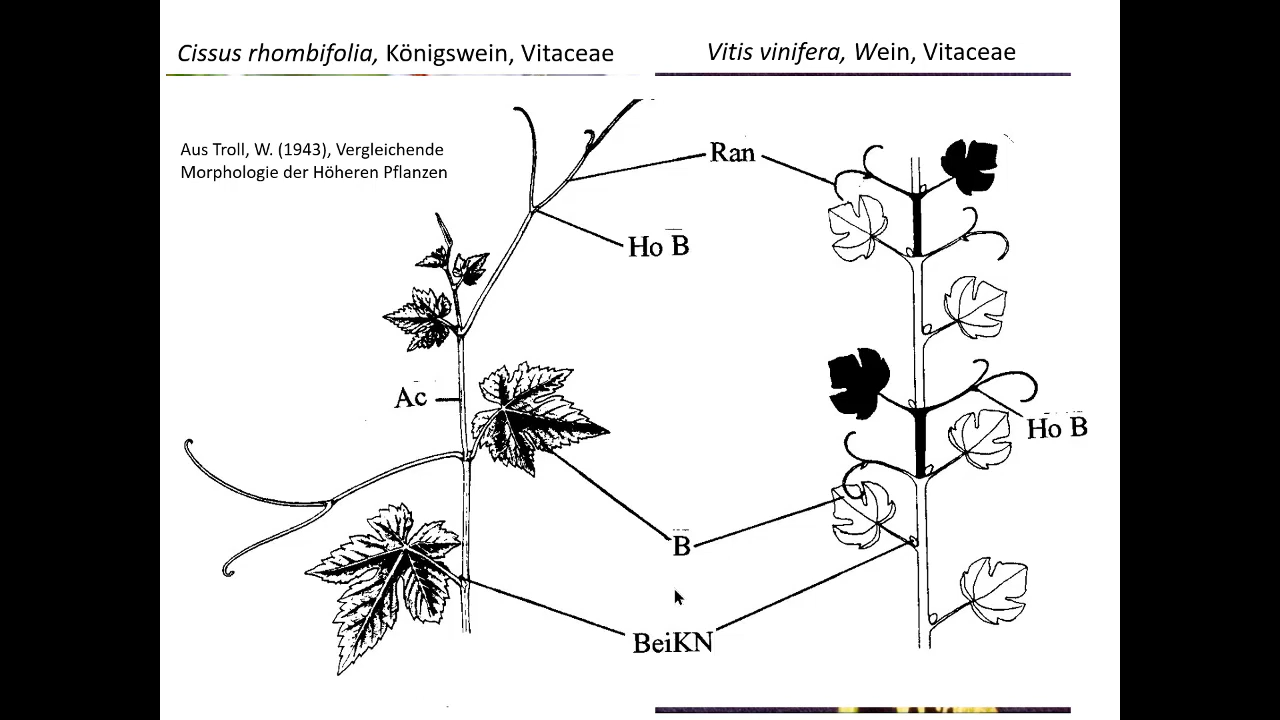 Cissus rhombifolia, Königswein, Vitaceae
Vitis vinifera, Wein, Vitaceae
Aus Troll, W. (1943), Vergleichende
Morphologie der Höheren Pflanzen
Ran
Ho B̅
Ac
Ho B̅
B̅
BeiKN